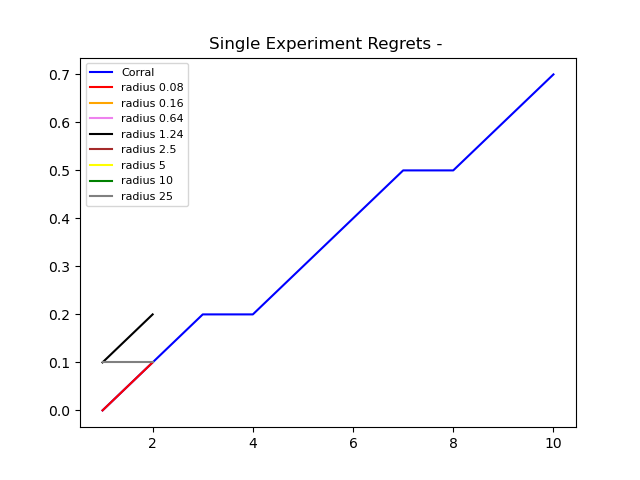 Single Experiment Regrets -
Corral
radius 0.08
radius 0.16
radius 0.64
radius 1.24
radius 2.5
radius 5
radius 10
radius 25
0.7
0.6
0.5
0.4
0.3
0.2
0.1
0.0
2 4 6 8 10